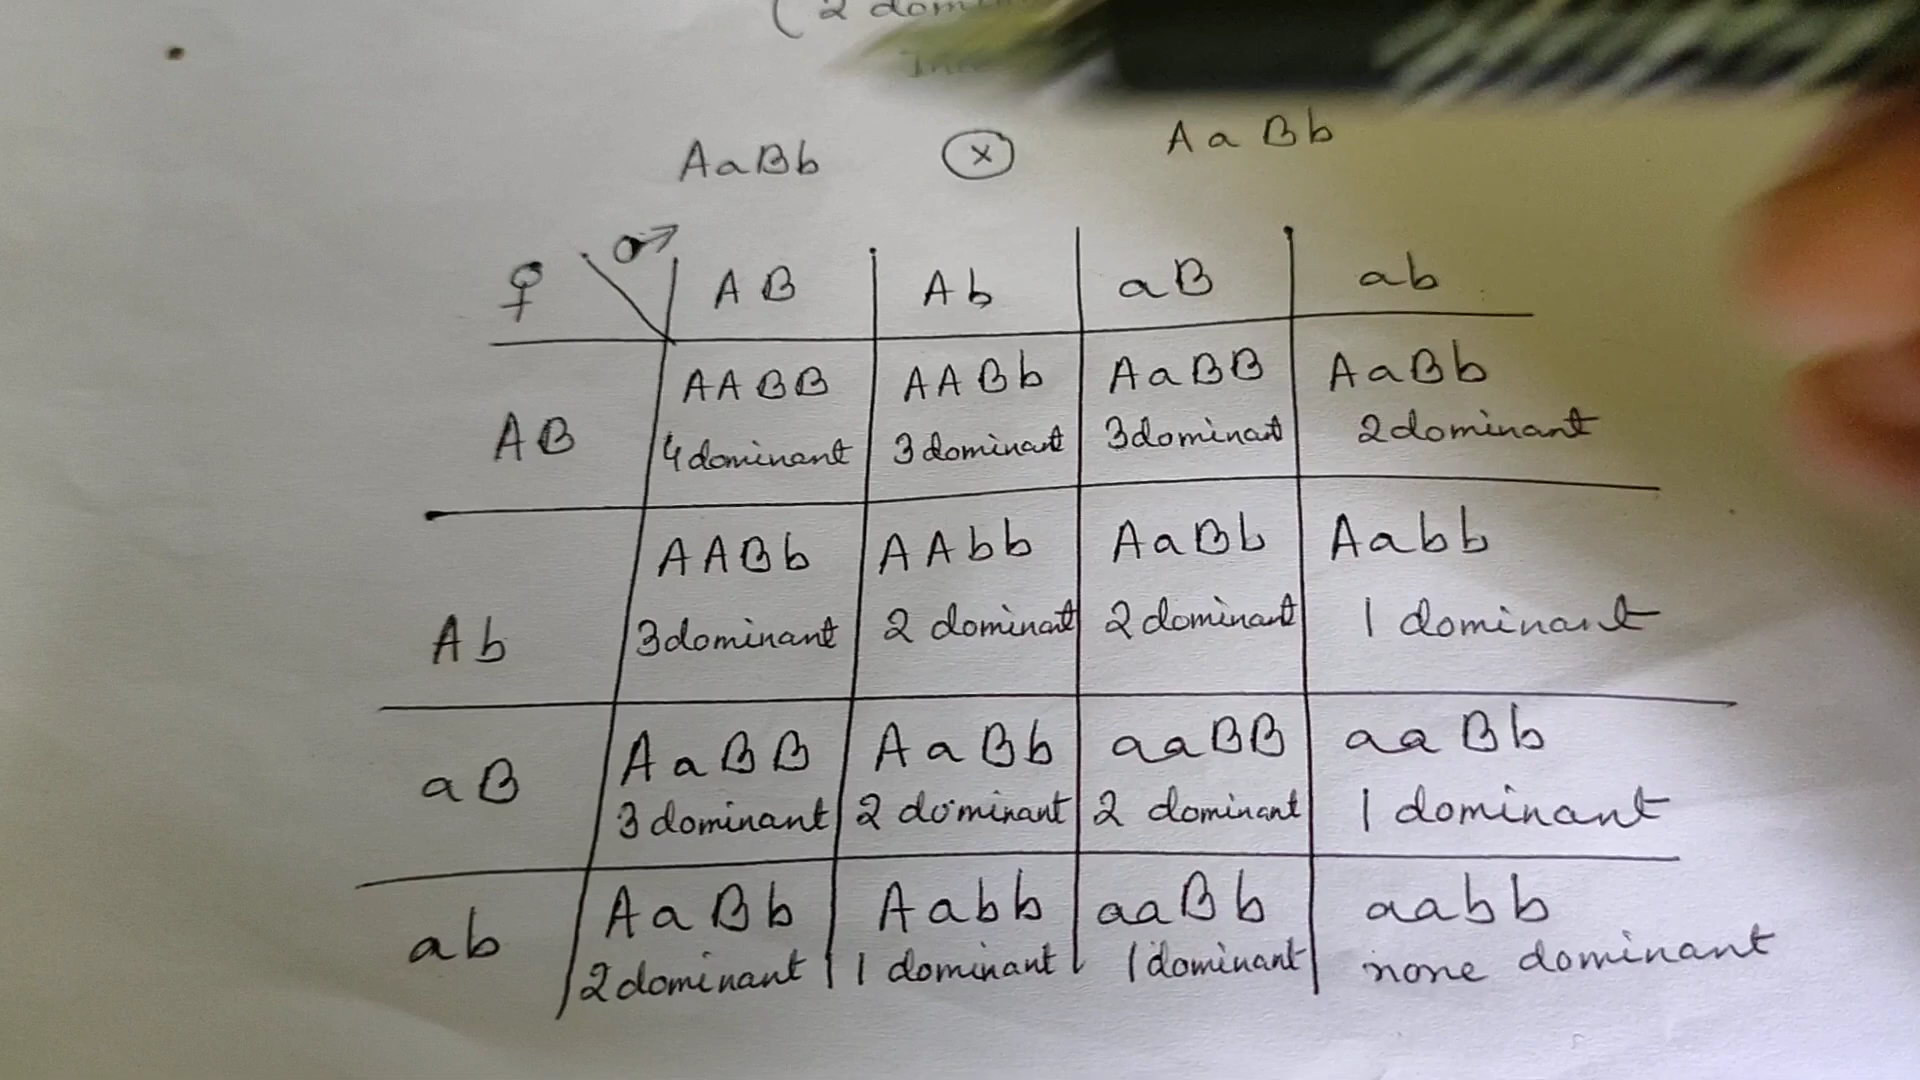 ( 2 dom
AaBb × AaBb
♀ ♂ AB Ab aB ab
AB AABB AABb AaBB AaBb
4 dominant 3 dominant 3 dominant 2 dominant
Ab AABb AAbb AaBb Aabb
3 dominant 2 dominant 2 dominant 1 dominant
aB AaBB AaBb aaBB aaBb
3 dominant 2 dominant 2 dominant 1 dominant
ab AaBb Aabb aaBb aabb
2 dominant 1 dominant 1 dominant none dominant